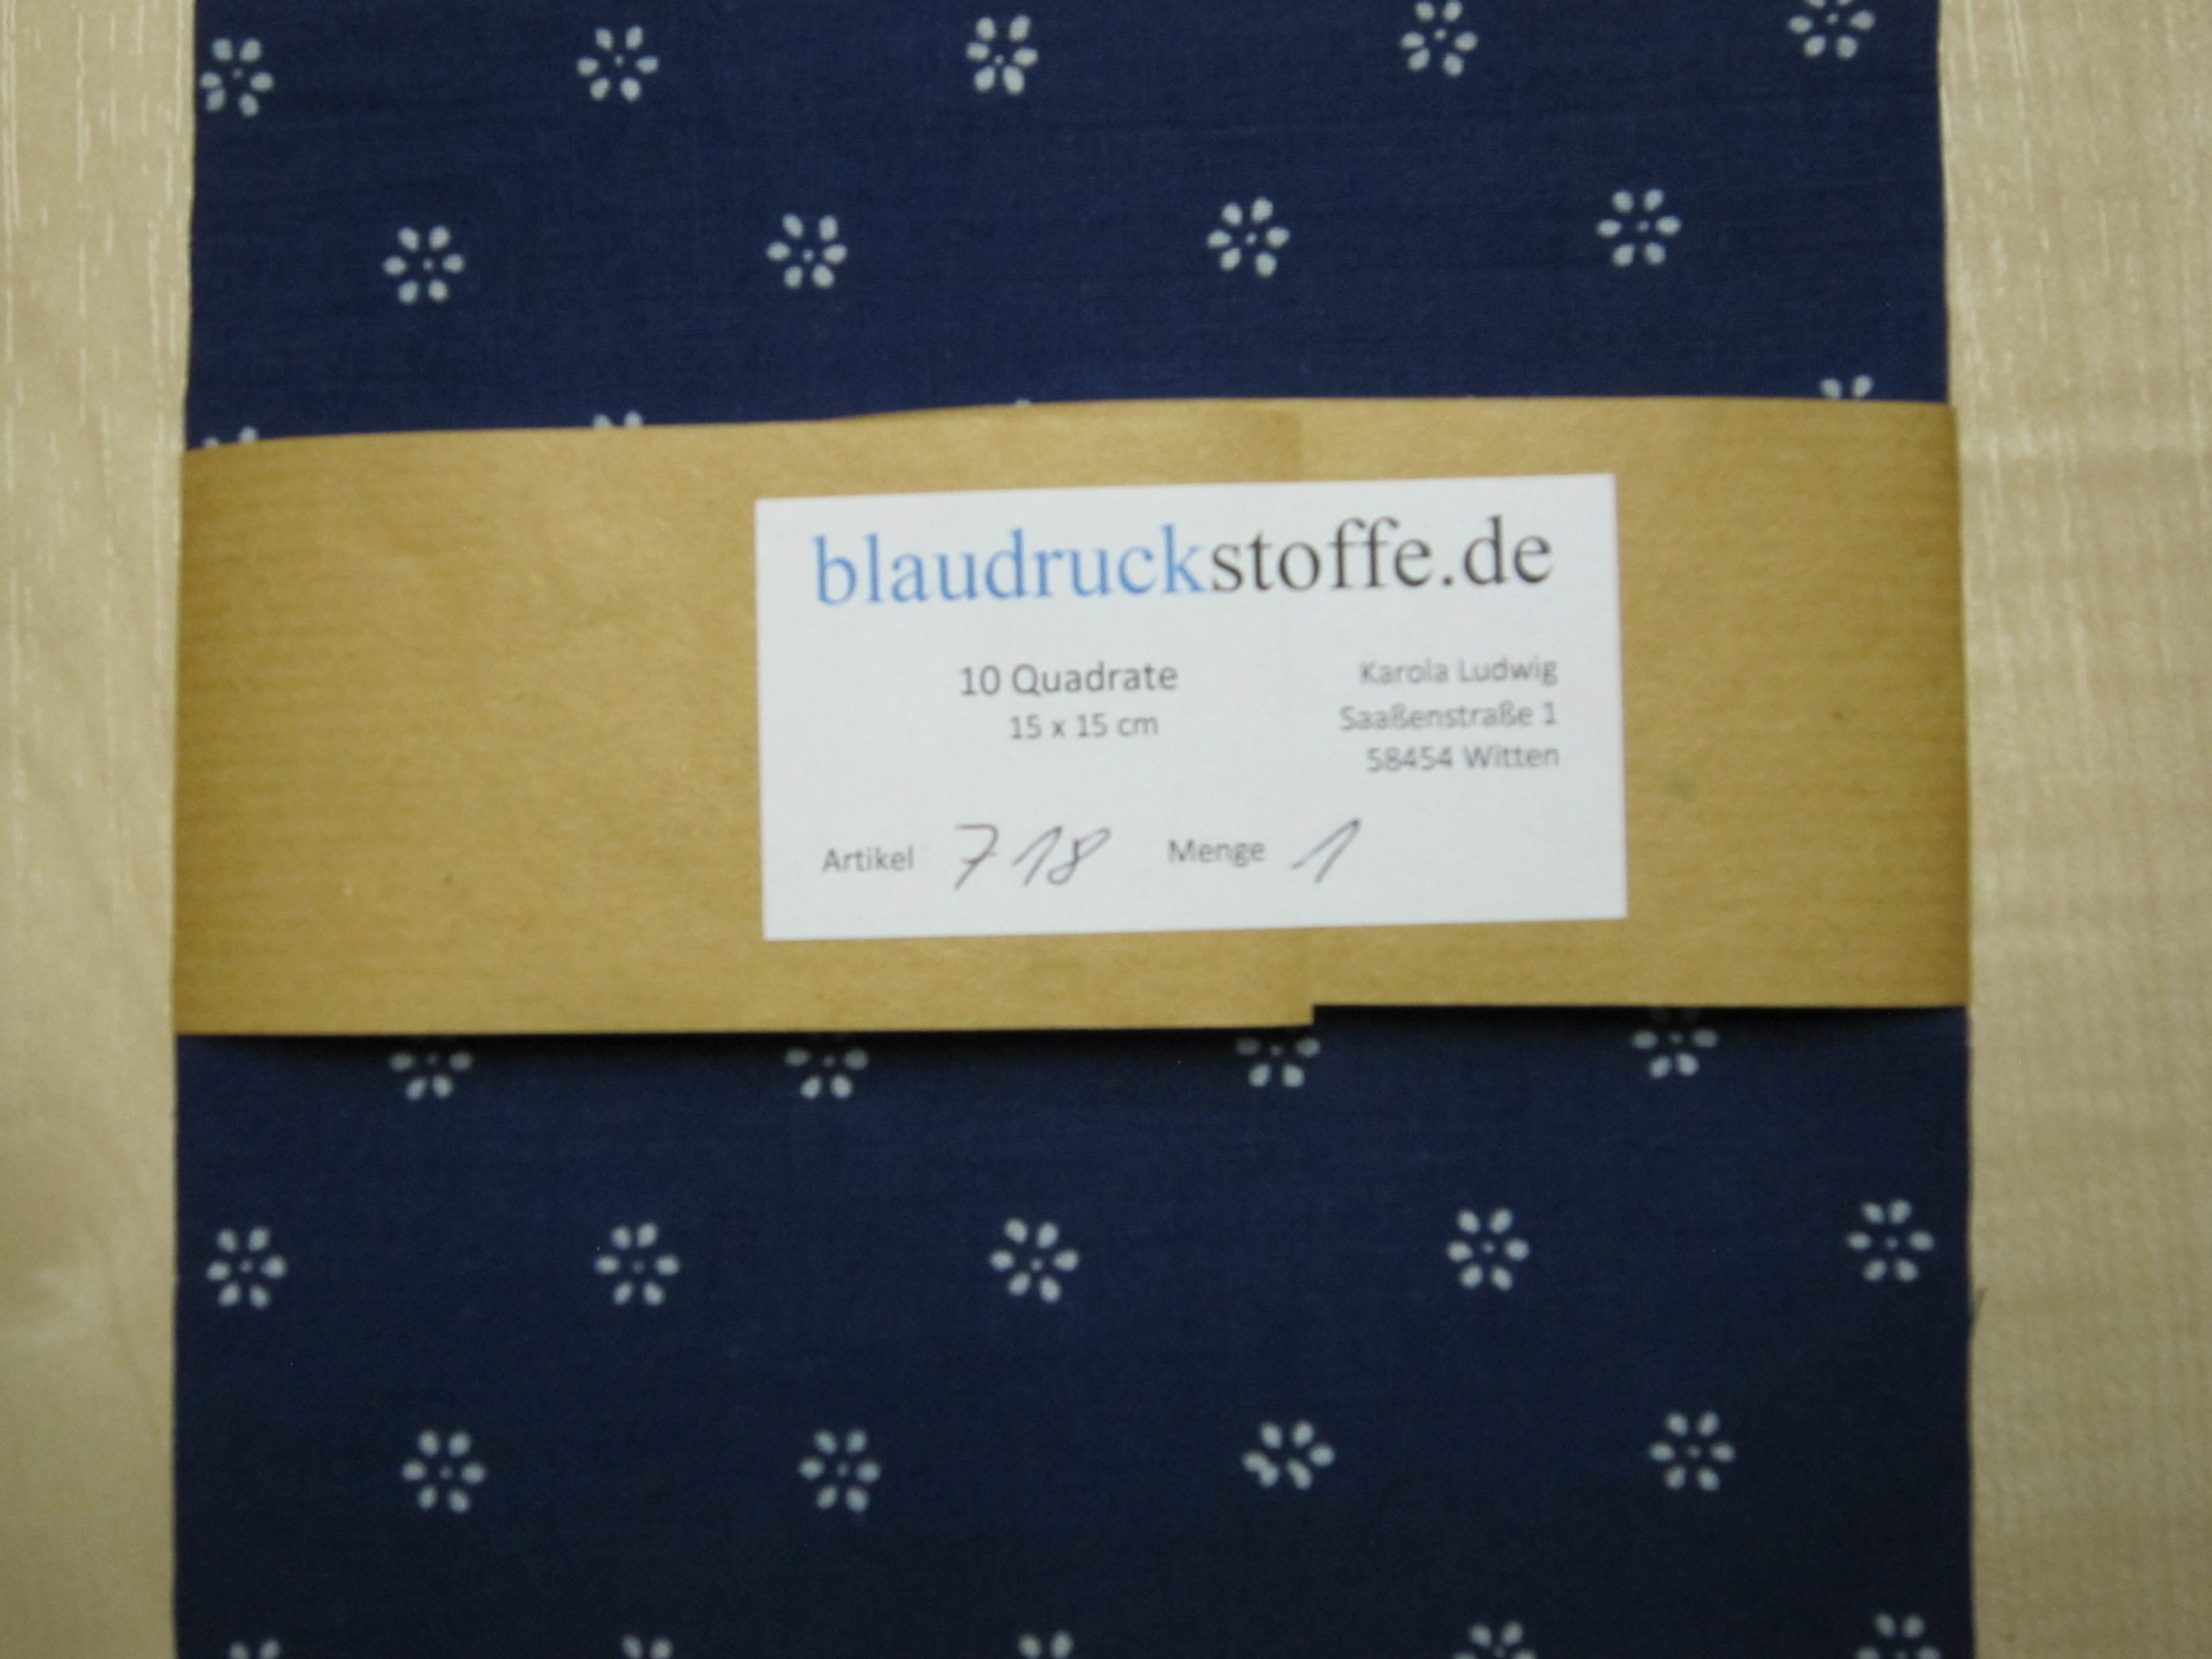 blaudruckstoffe.de
10 Quadrate
15 x 15 cm
Karola Ludwig
Saaßenstraße 1
58454 Witten
Artikel 718 Menge 1